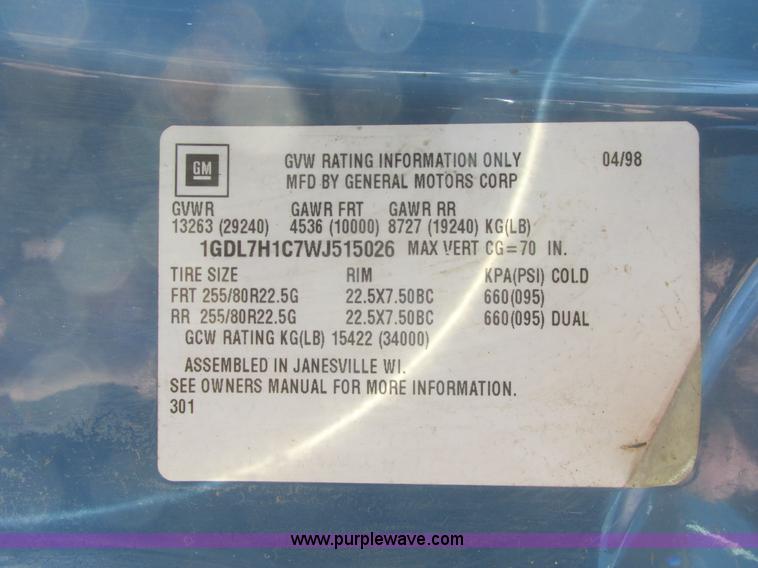 GM
GVW RATING INFORMATION ONLY 04/98
MFD BY GENERAL MOTORS CORP
GVWR GAWR FRT GAWR RR
13263 (29240) 4536 (10000) 8727 (19240) KG(LB)
1GDL7H1C7WJ515026 MAX VERT CG=70 IN.
TIRE SIZE RIM KPA(PSI) COLD
FRT 255/80R22.5G 22.5X7.50BC 660(095)
RR 255/80R22.5G 22.5X7.50BC 660(095) DUAL
GCW RATING KG(LB) 15422 (34000)
ASSEMBLED IN JANESVILLE WI.
SEE OWNERS MANUAL FOR MORE INFORMATION.
301
www.purplewave.com